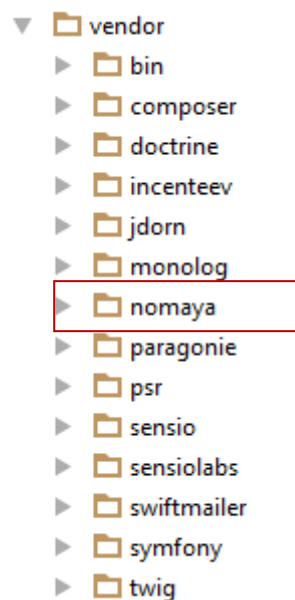 vendor
bin
composer
doctrine
incenteev
jdorn
monolog
nomaya
paragonie
psr
sensio
sensiolabs
swiftmailer
symfony
twig